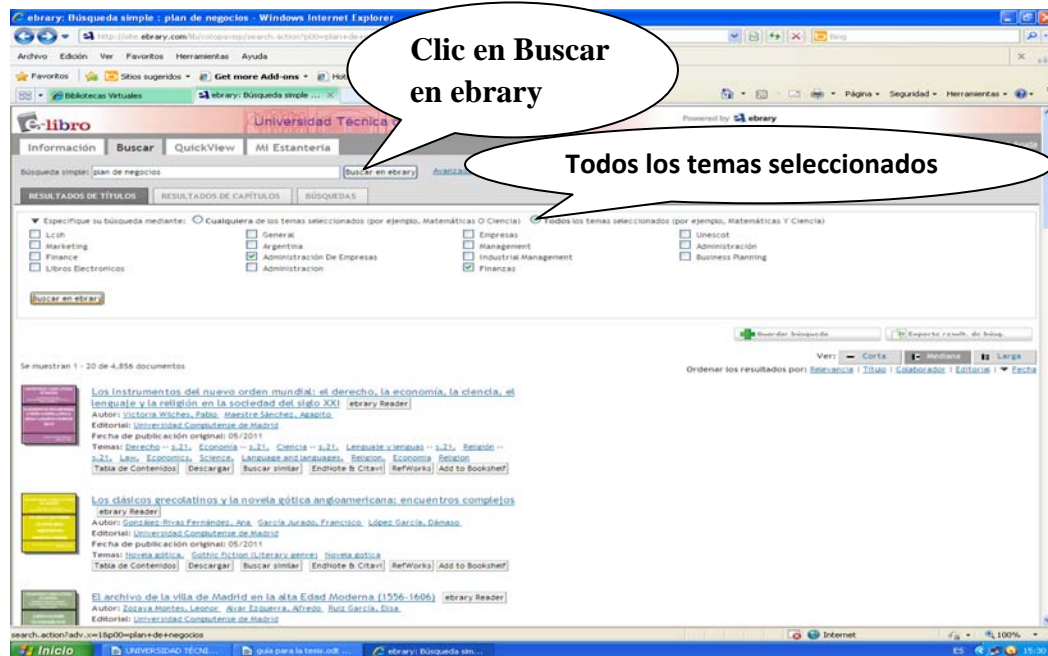 ebrary: Búsqueda simple : plan de negocios - Windows Internet Explorer
Bing
Archivo Edición Ver Favoritos Herramientas Ayuda
Clic en Buscar
en ebrary
Favoritos Sitios sugeridos Get more Add-ons
Bibliotecas Virtuales ebrary: Búsqueda simple ... Página Seguridad Herramientas
e-libro Universidad Técnica Powered by ebrary
Información Buscar QuickView Mi Estantería
Todos los temas seleccionados
Búsqueda simple: plan de negocios Buscar en ebrary
RESULTADOS DE TÍTULOS RESULTADOS DE CAPÍTULOS BÚSQUEDAS
Especifique su búsqueda mediante: Cualquiera de los temas seleccionados (por ejemplo, Matemáticas O Ciencia) Todos los temas seleccionados (por ejemplo, Matemáticas Y Ciencia)
Lcsh General Empresas Unescot
Marketing Argentina Management Administración
Finance Administración De Empresas Industrial Management Business Planning
Libros Electronicos Administracion Finanzas
Buscar en ebrary
Guardar búsqueda Exporte result. de búsq.
Ver: Corta Mediana Larga
Se muestran 1 - 20 de 4,856 documentos
Ordenar los resultados por: Relevancia | Título | Colaborador | Editorial | Fecha
Los instrumentos del nuevo orden mundial: el derecho, la economía, la ciencia, el
lenguaje y la religión en la sociedad del siglo XXI ebrary Reader
Autor: Victoria Wilches, Pablo Maestre Sánchez, Agapito
Editorial: Universidad Complutense de Madrid
Fecha de publicación original: 05/2011
Temas: Derecho -- s.21, Economía -- s.21, Ciencia -- s.21, Lenguaje y lenguas -- s.21, Religión --
s.21, Law, Economics, Science, Language and languages, Religion, Economía Religion
Tabla de Contenidos Descargar Buscar similar EndNote & Citavi RefWorks Add to Bookshelf
Los clásicos grecolatinos y la novela gótica angloamericana: encuentros complejos
ebrary Reader
Autor: González-Rivas Fernández, Ana García Jurado, Francisco López García, Dámaso
Editorial: Universidad Complutense de Madrid
Fecha de publicación original: 05/2011
Temas: Novela gótica, Gothic fiction (Literary genre) Novela gotica
Tabla de Contenidos Descargar Buscar similar EndNote & Citavi RefWorks Add to Bookshelf
El archivo de la villa de Madrid en la alta Edad Moderna (1556-1606) ebrary Reader
Autor: Zozaya Montes, Leonor Alvar Ezquerra, Alfredo Ruiz García, Elisa
Editorial: Universidad Complutense de Madrid
search.action?adv.x=18p00=plan+de+negocios Internet 100%
Inicio UNIVERSIDAD TÉCNI... guia para la tesis.odt ... ebrary: Búsqueda sim... ES 15:30